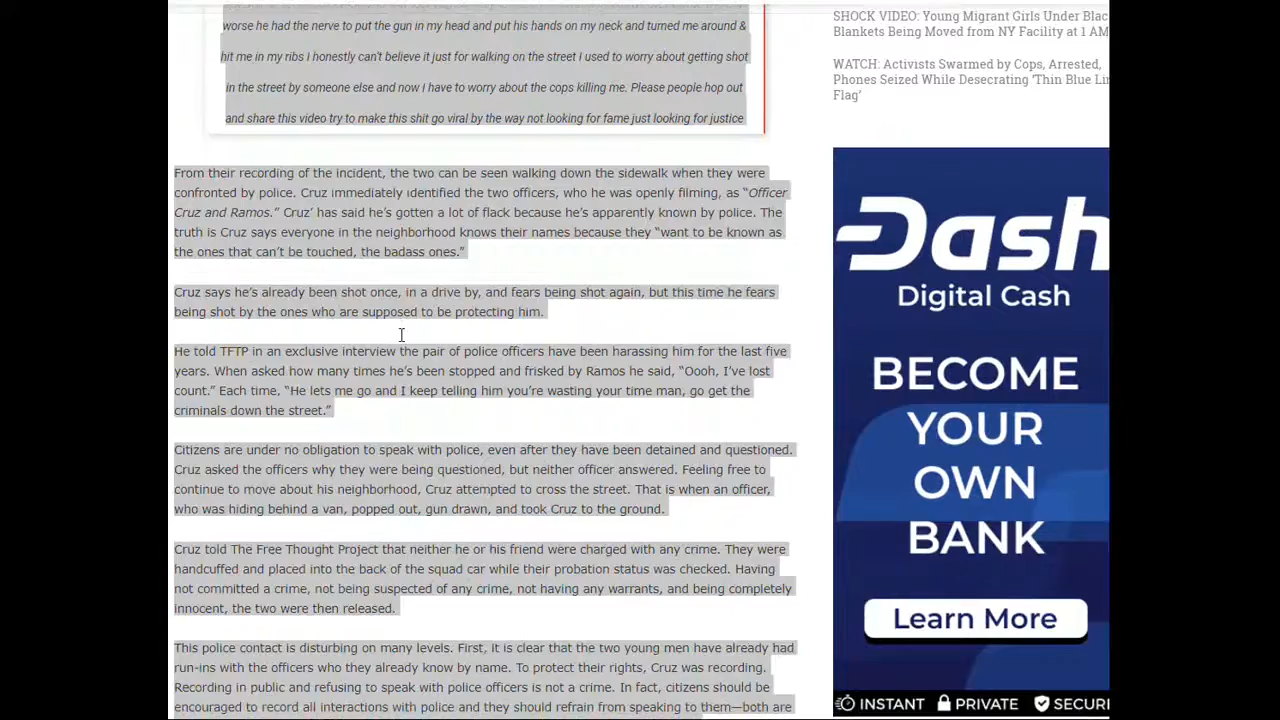 worse he had the nerve to put the gun in my head and put his hands on my neck and turned me around &
hit me in my ribs I honestly can't believe it just for walking on the street I used to worry about getting shot
in the street by someone else and now I have to worry about the cops killing me. Please people hop out
and share this video try to make this shit go viral by the way not looking for fame just looking for justice
From their recording of the incident, the two can be seen walking down the sidewalk when they were
confronted by police. Cruz immediately identified the two officers, who he was openly filming, as “Officer
Cruz and Ramos.” Cruz’ has said he’s gotten a lot of flack because he’s apparently known by police. The
truth is Cruz says everyone in the neighborhood knows their names because they “want to be known as
the ones that can’t be touched, the badass ones.”
Cruz says he’s already been shot once, in a drive by, and fears being shot again, but this time he fears
being shot by the ones who are supposed to be protecting him.
He told TFTP in an exclusive interview the pair of police officers have been harassing him for the last five
years. When asked how many times he’s been stopped and frisked by Ramos he said, “Oooh, I’ve lost
count.” Each time, “He lets me go and I keep telling him you’re wasting your time man, go get the
criminals down the street.”
Citizens are under no obligation to speak with police, even after they have been detained and questioned.
Cruz asked the officers why they were being questioned, but neither officer answered. Feeling free to
continue to move about his neighborhood, Cruz attempted to cross the street. That is when an officer,
who was hiding behind a van, popped out, gun drawn, and took Cruz to the ground.
Cruz told The Free Thought Project that neither he or his friend were charged with any crime. They were
handcuffed and placed into the back of the squad car while their probation status was checked. Having
not committed a crime, not being suspected of any crime, not having any warrants, and being completely
innocent, the two were then released.
This police contact is disturbing on many levels. First, it is clear that the two young men have already had
run-ins with the officers who they already know by name. To protect their rights, Cruz was recording.
Recording in public and refusing to speak with police officers is not a crime. In fact, citizens should be
encouraged to record all interactions with police and they should refrain from speaking to them—both are
SHOCK VIDEO: Young Migrant Girls Under Blac
Blankets Being Moved from NY Facility at 1 AM
WATCH: Activists Swarmed by Cops, Arrested,
Phones Seized While Desecrating ‘Thin Blue Li
Flag’
Dash
Digital Cash
BECOME
YOUR
OWN
BANK
Learn More
INSTANT PRIVATE SECUR